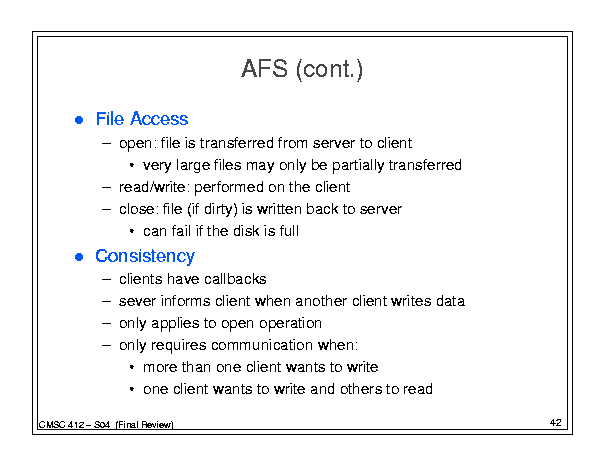 AFS (cont.)
● File Access
– open: file is transferred from server to client
• very large files may only be partially transferred
– read/write: performed on the client
– close: file (if dirty) is written back to server
• can fail if the disk is full
● Consistency
– clients have callbacks
– sever informs client when another client writes data
– only applies to open operation
– only requires communication when:
• more than one client wants to write
• one client wants to write and others to read
CMSC 412 – S04 (Final Review)
42